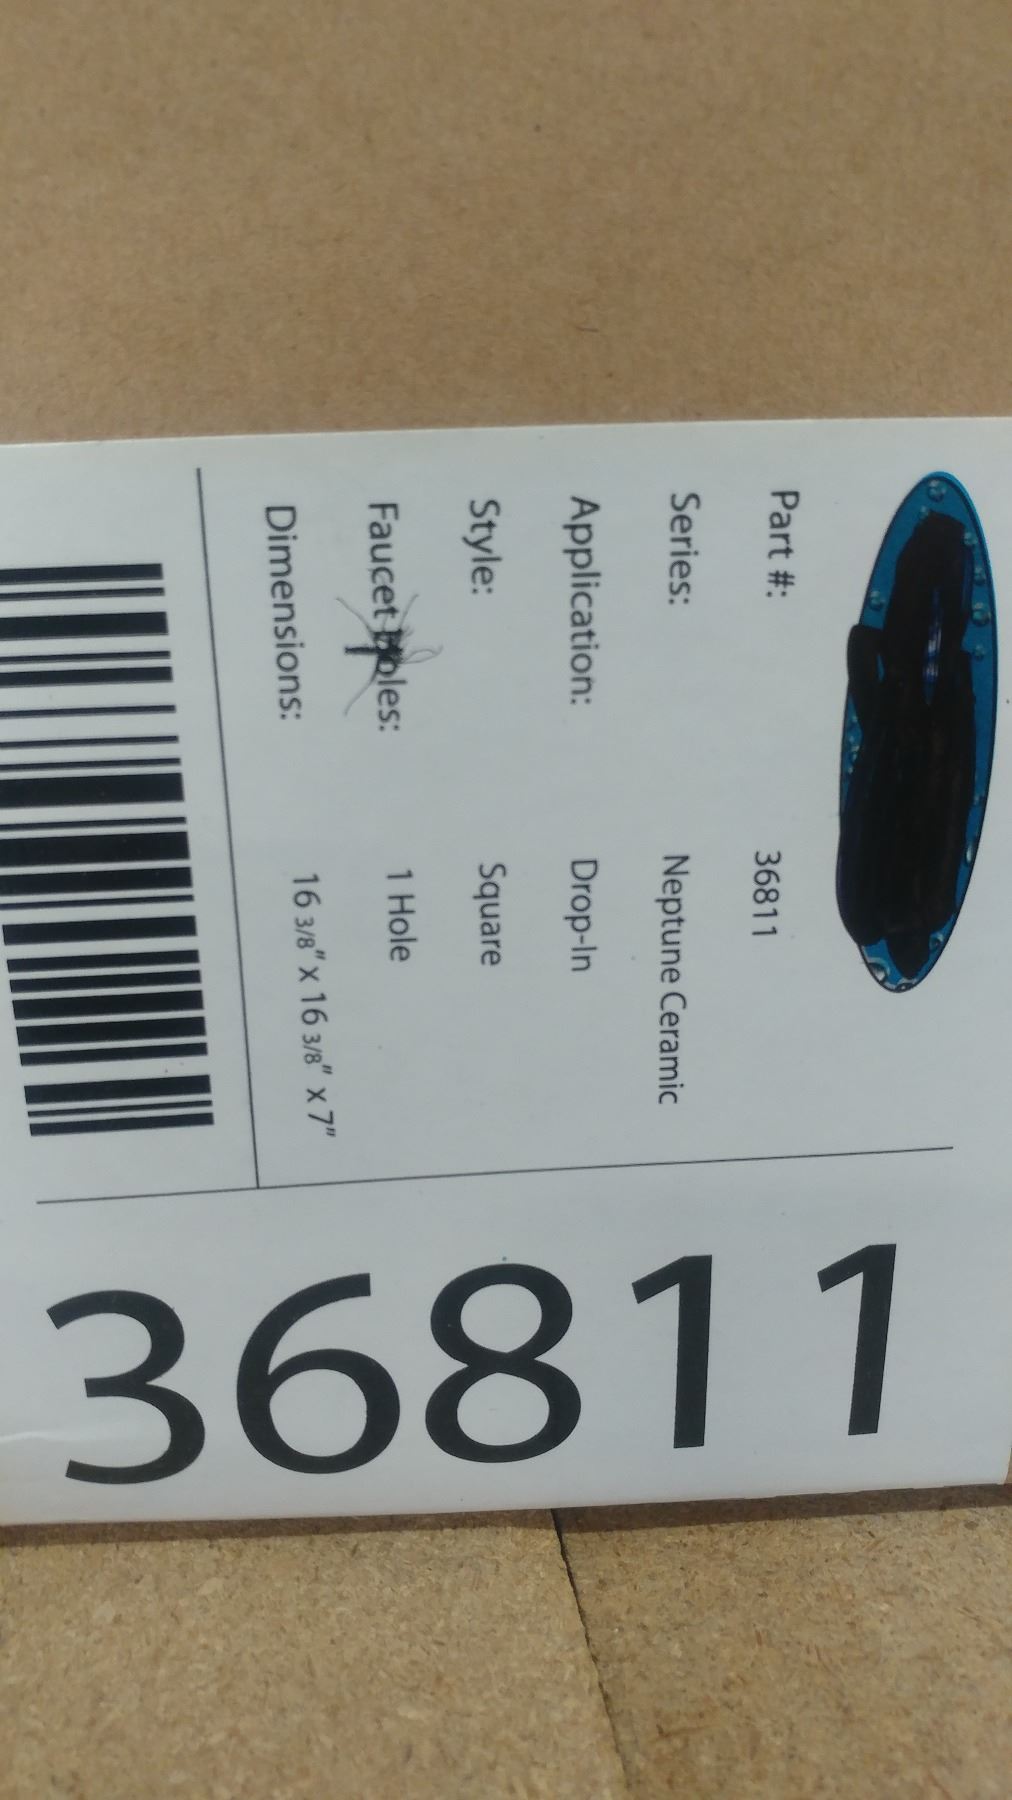 Part #: 36811
Series: Neptune Ceramic
Application: Drop-In
Style: Square
Faucet Holes: 1 Hole
Dimensions: 16 3/8" x 16 3/8" x 7"
36811